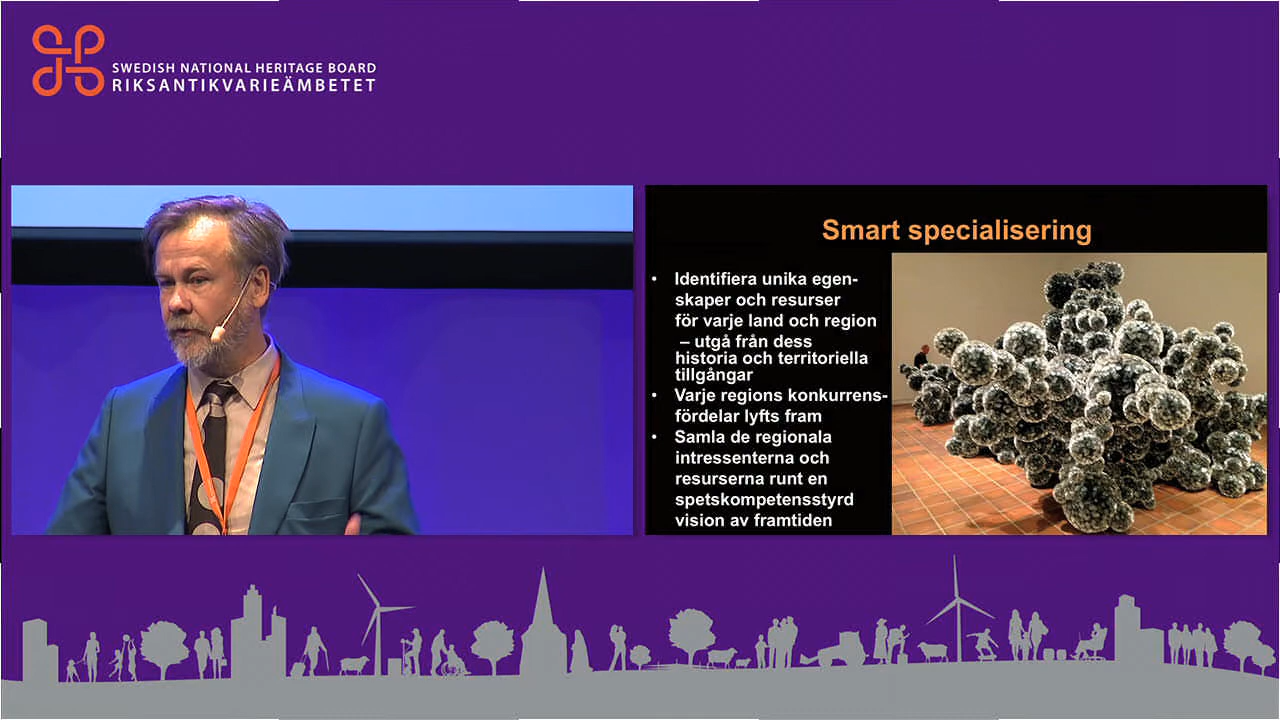 SWEDISH NATIONAL HERITAGE BOARD
RIKSANTIKVARIEÄMBETET
Smart specialisering
• Identifiera unika egen-
skaper och resurser
för varje land och region
– utgå från dess
historia och territoriella
tillgångar
• Varje regions konkurrens-
fördelar lyfts fram
• Samla de regionala
intressenterna och
resurserna runt en
spetskompetensstyrd
vision av framtiden